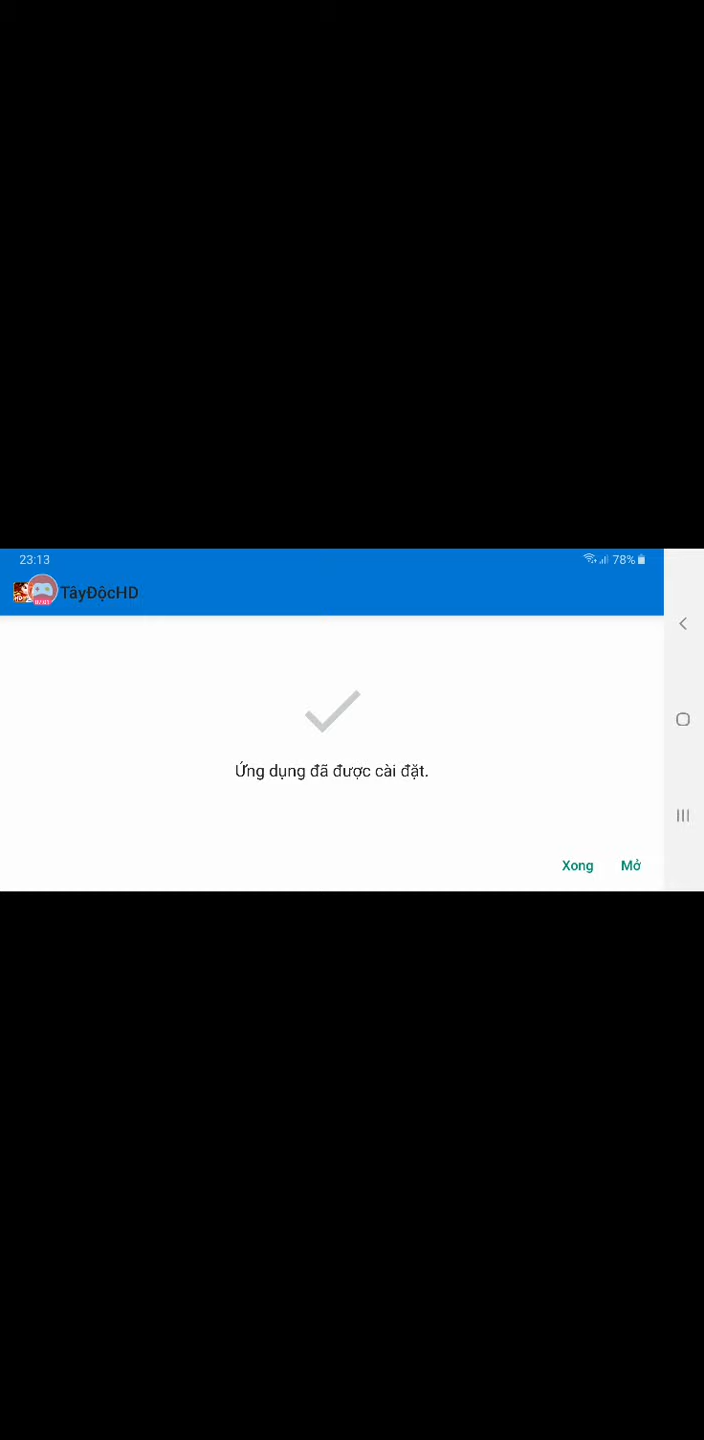 23:13
78%
TâyĐộcHD
Ứng dụng đã được cài đặt.
Xong Mở